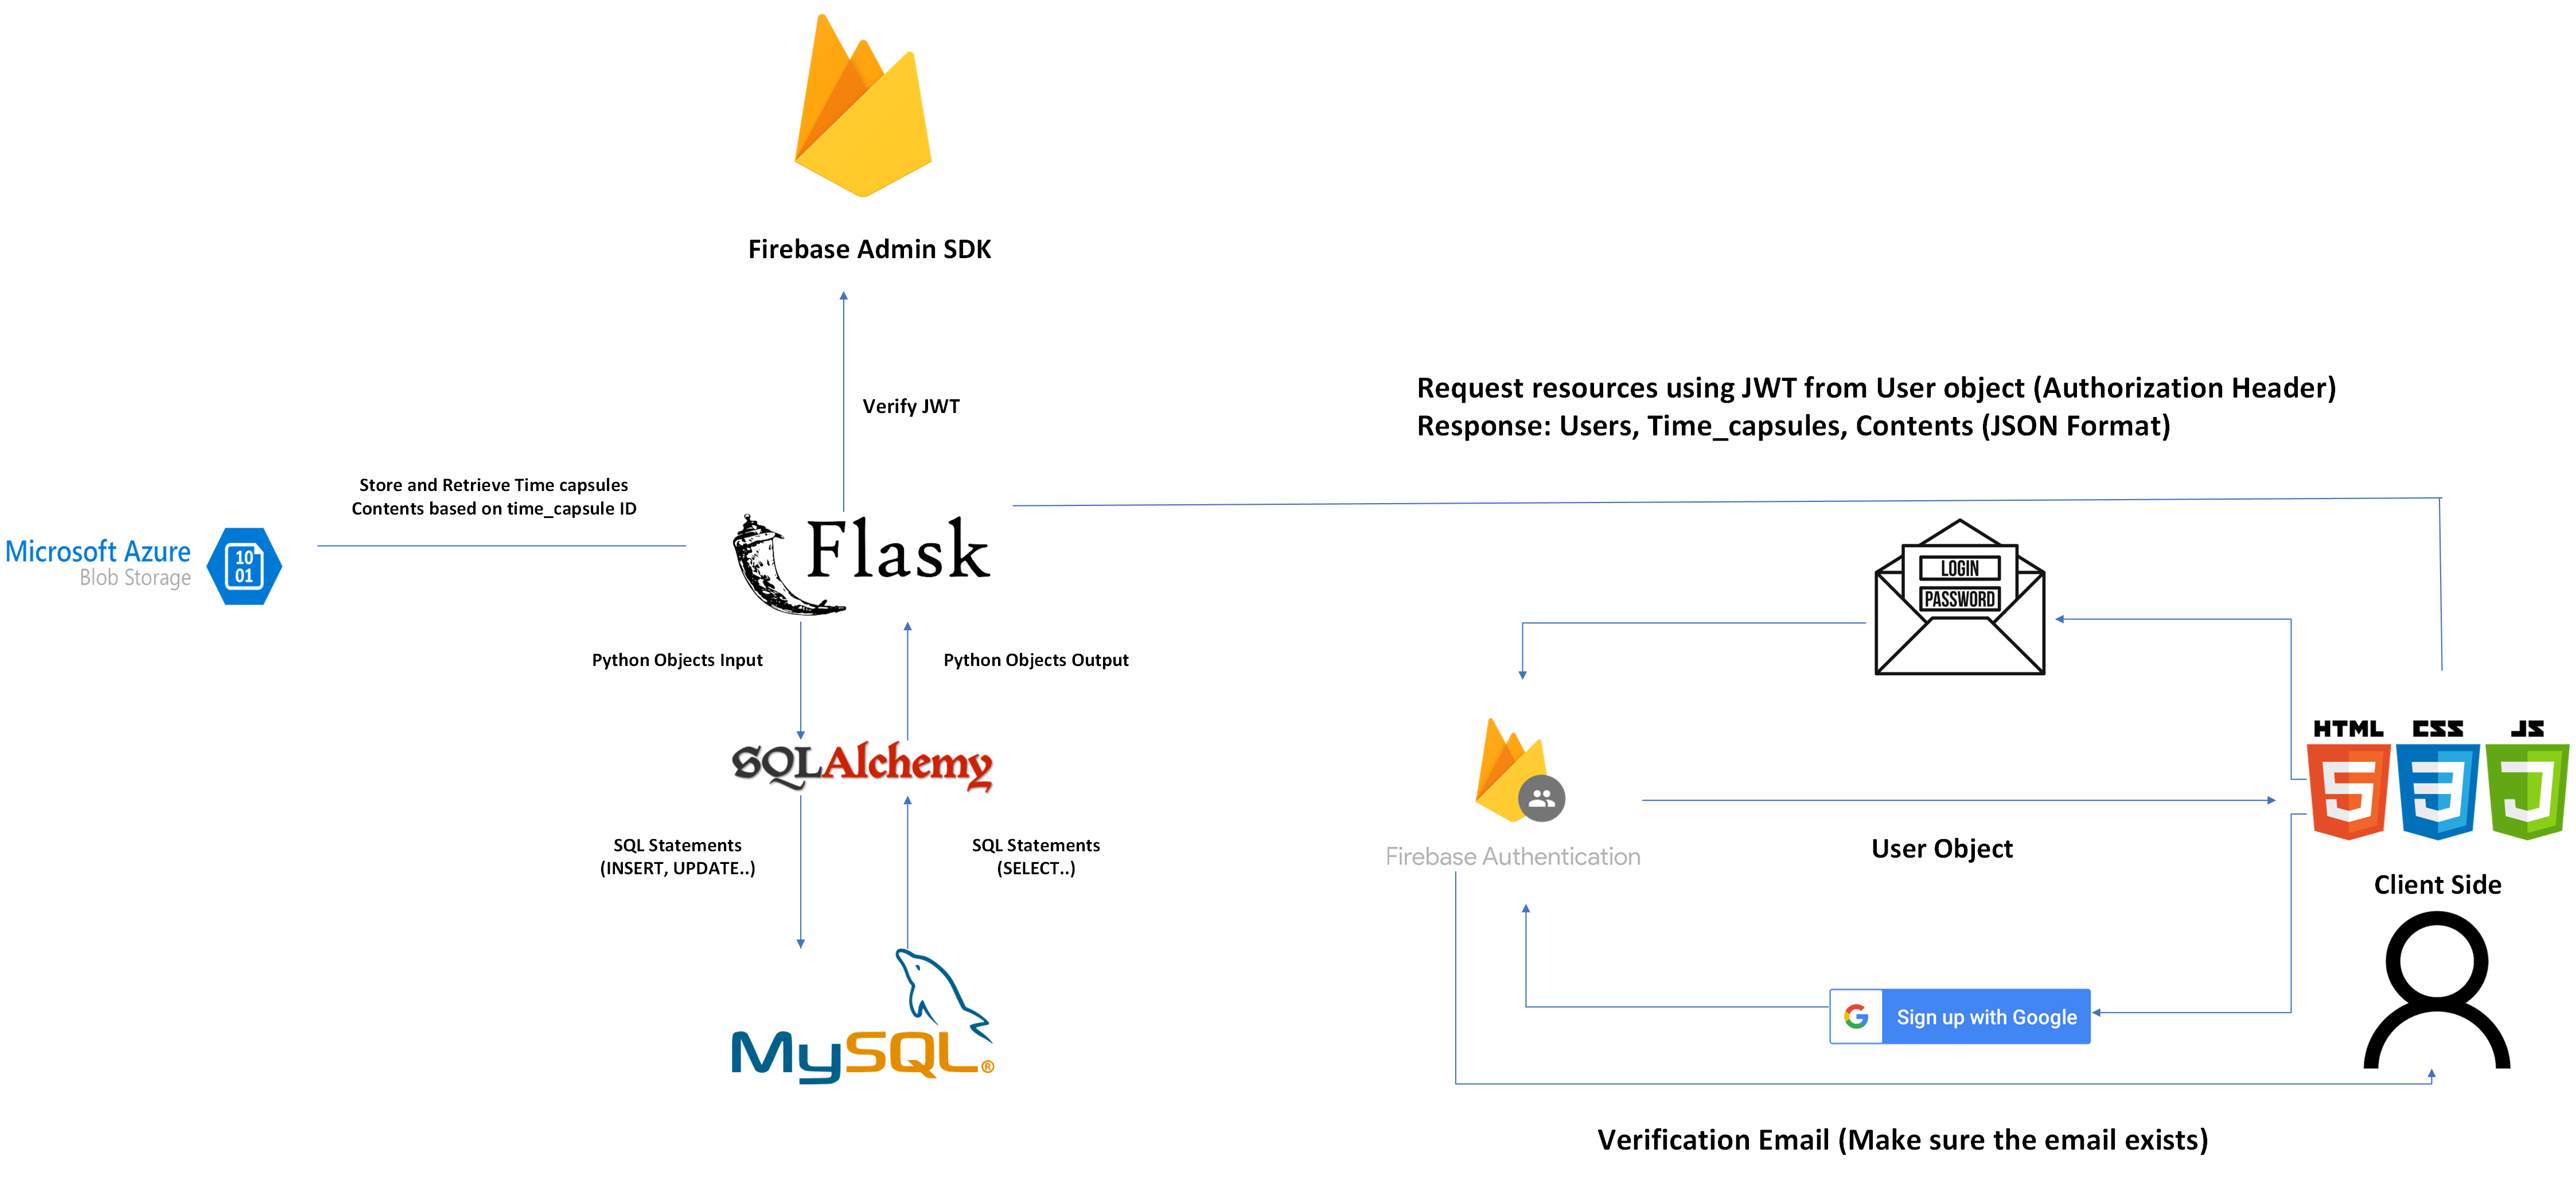 Firebase Admin SDK
Verify JWT
Request resources using JWT from User object (Authorization Header)
Response: Users, Time_capsules, Contents (JSON Format)
Store and Retrieve Time capsules
Contents based on time_capsule ID
Microsoft Azure
Blob Storage
10
01
Flask
LOGIN
PASSWORD
Python Objects Input
Python Objects Output
HTML CSS JS
SQLAlchemy
SQL Statements
(INSERT, UPDATE..)
SQL Statements
(SELECT..)
Firebase Authentication
User Object
Client Side
MySQL®
G Sign up with Google
Verification Email (Make sure the email exists)